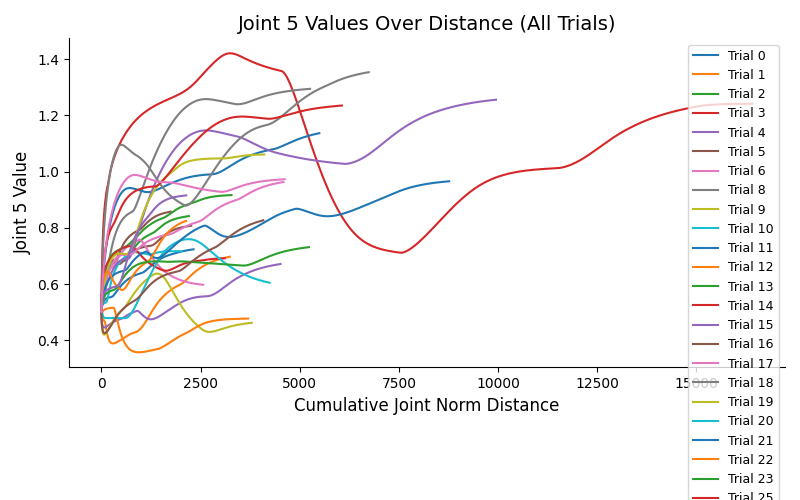 Joint 5 Values Over Distance (All Trials)
Joint 5 Value
1.4
1.2
1.0
0.8
0.6
0.4
0
2500
5000
7500
10000
12500
Cumulative Joint Norm Distance
Trial 0
Trial 1
Trial 2
Trial 3
Trial 4
Trial 5
Trial 6
Trial 8
Trial 9
Trial 10
Trial 11
Trial 12
Trial 13
Trial 14
Trial 15
Trial 16
Trial 17
Trial 18
Trial 19
Trial 20
Trial 21
Trial 22
Trial 23
Trial 25